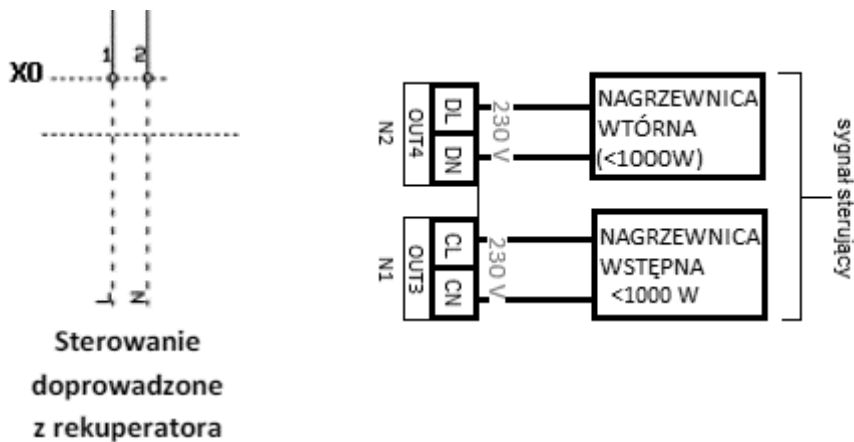 1 2
X0
L N
Sterowanie
doprowadzone
z rekuperatora
N2
OUT4
DL
DN
230 V
NAGRZEWNICA
WTÓRNA
(<1000W)
N1
OUT3
CL
CN
230 V
NAGRZEWNICA
WSTĘPNA
<1000 W
sygnał sterujący